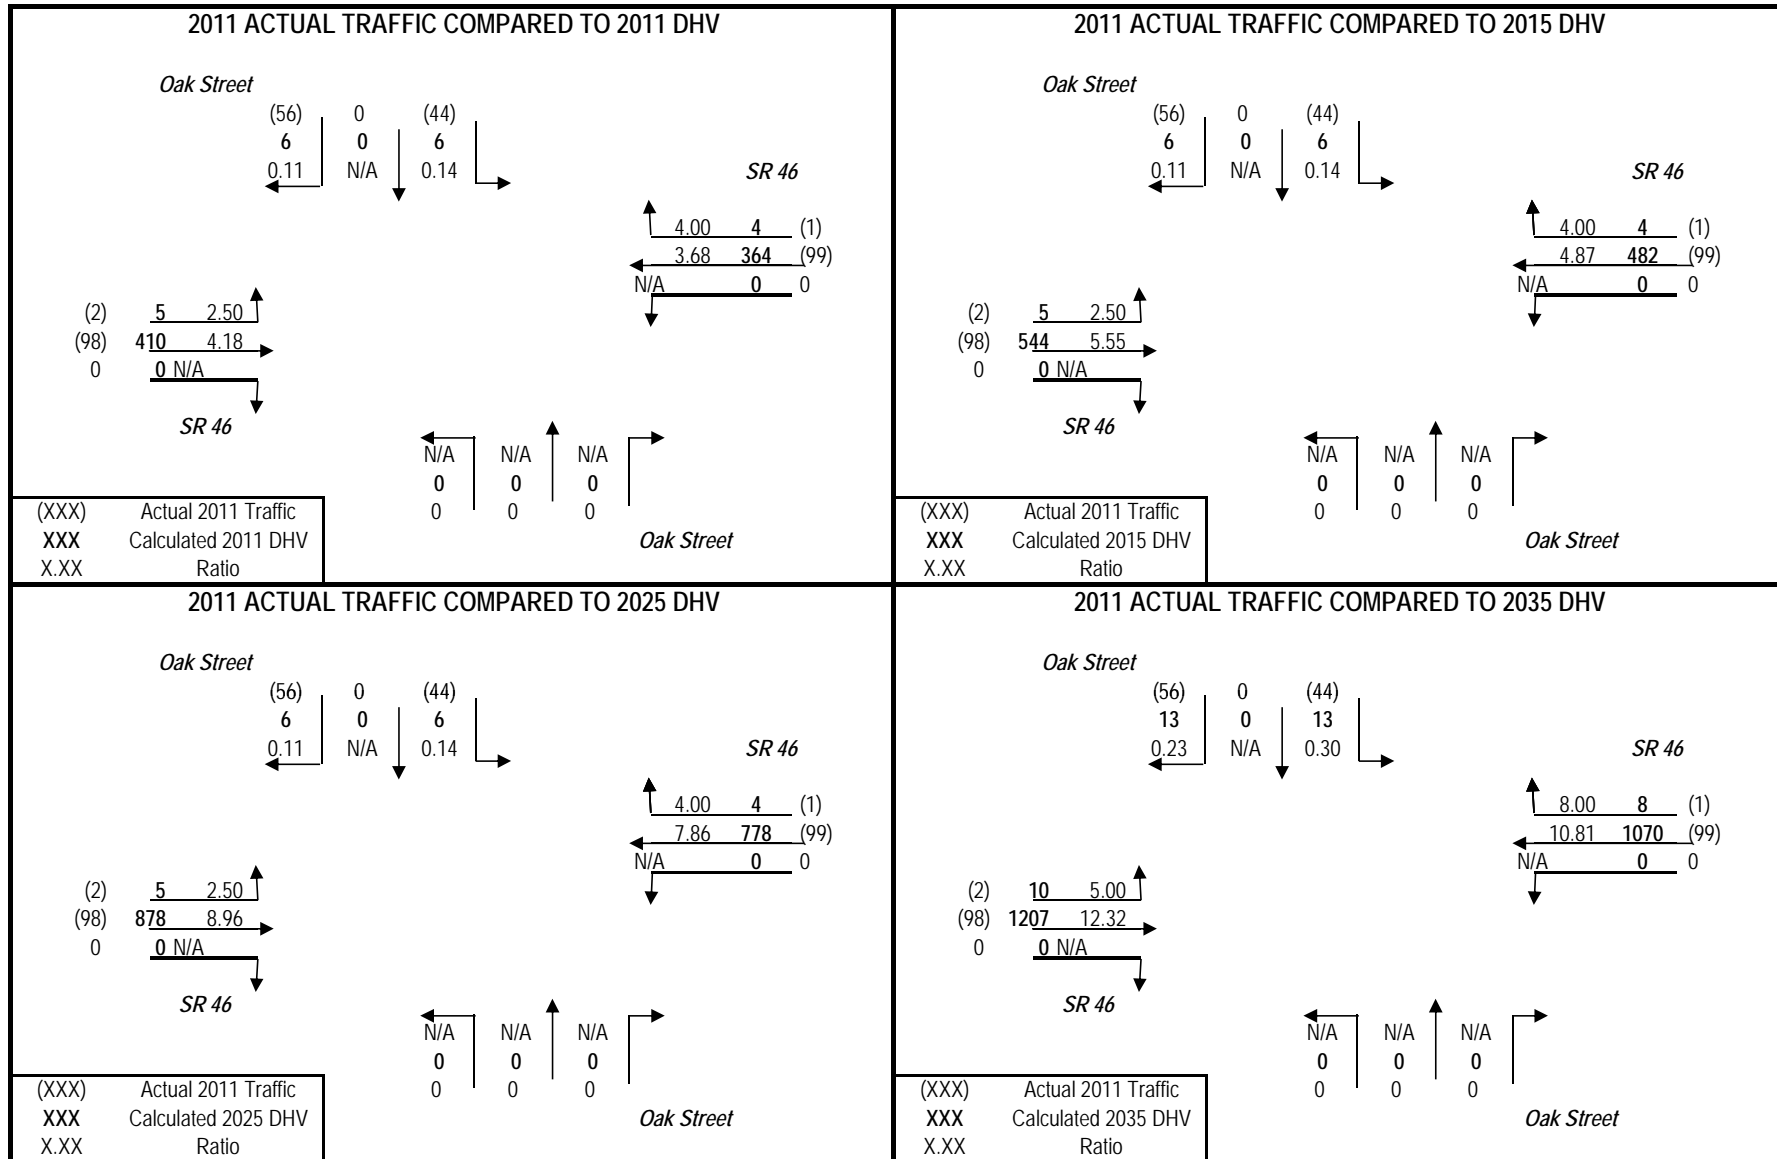 2011 ACTUAL TRAFFIC COMPARED TO 2011 DHV
Oak Street
(56) 0 (44)
6 0 6
0.11 N/A 0.14
SR 46
4.00 4 (1)
3.68 364 (99)
N/A 0 0
(2) 5 2.50
(98) 410 4.18
0 0 N/A
SR 46
N/A N/A N/A
0 0 0
0 0 0
Oak Street
(XXX) Actual 2011 Traffic
XXX Calculated 2011 DHV
X.XX Ratio
2011 ACTUAL TRAFFIC COMPARED TO 2015 DHV
Oak Street
(56) 0 (44)
6 0 6
0.11 N/A 0.14
SR 46
4.00 4 (1)
4.87 482 (99)
N/A 0 0
(2) 5 2.50
(98) 544 5.55
0 0 N/A
SR 46
N/A N/A N/A
0 0 0
0 0 0
Oak Street
(XXX) Actual 2011 Traffic
XXX Calculated 2015 DHV
X.XX Ratio
2011 ACTUAL TRAFFIC COMPARED TO 2025 DHV
Oak Street
(56) 0 (44)
6 0 6
0.11 N/A 0.14
SR 46
4.00 4 (1)
7.86 778 (99)
N/A 0 0
(2) 5 2.50
(98) 878 8.96
0 0 N/A
SR 46
N/A N/A N/A
0 0 0
0 0 0
Oak Street
(XXX) Actual 2011 Traffic
XXX Calculated 2025 DHV
X.XX Ratio
2011 ACTUAL TRAFFIC COMPARED TO 2035 DHV
Oak Street
(56) 0 (44)
13 0 13
0.23 N/A 0.30
SR 46
8.00 8 (1)
10.81 1070 (99)
N/A 0 0
(2) 10 5.00
(98) 1207 12.32
0 0 N/A
SR 46
N/A N/A N/A
0 0 0
0 0 0
Oak Street
(XXX) Actual 2011 Traffic
XXX Calculated 2035 DHV
X.XX Ratio